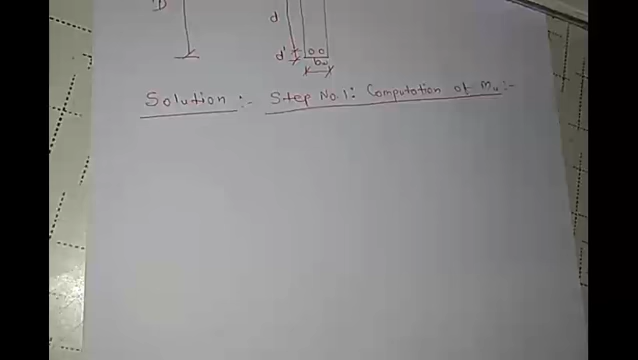 D
d
d'
bw
Solution :- Step No.1: Computation of Mu:-